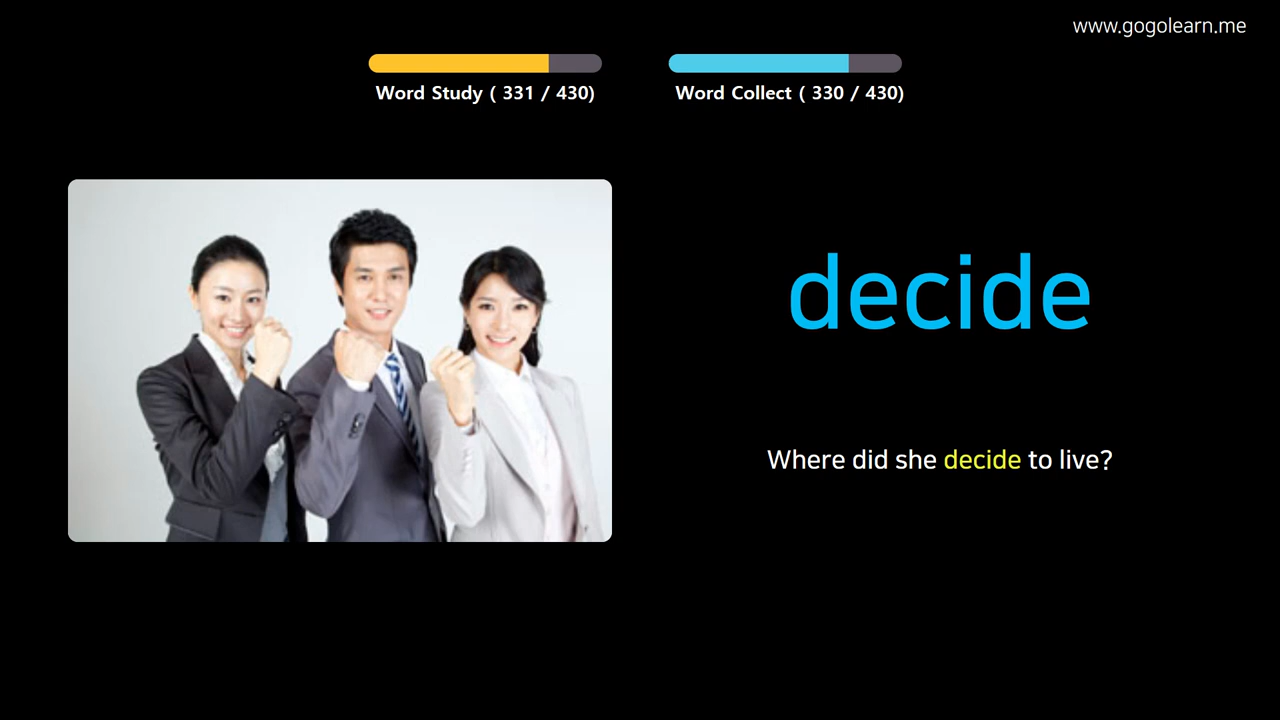 www.gogolearn.me
Word Study ( 331 / 430)
Word Collect ( 330 / 430)
decide
Where did she decide to live?